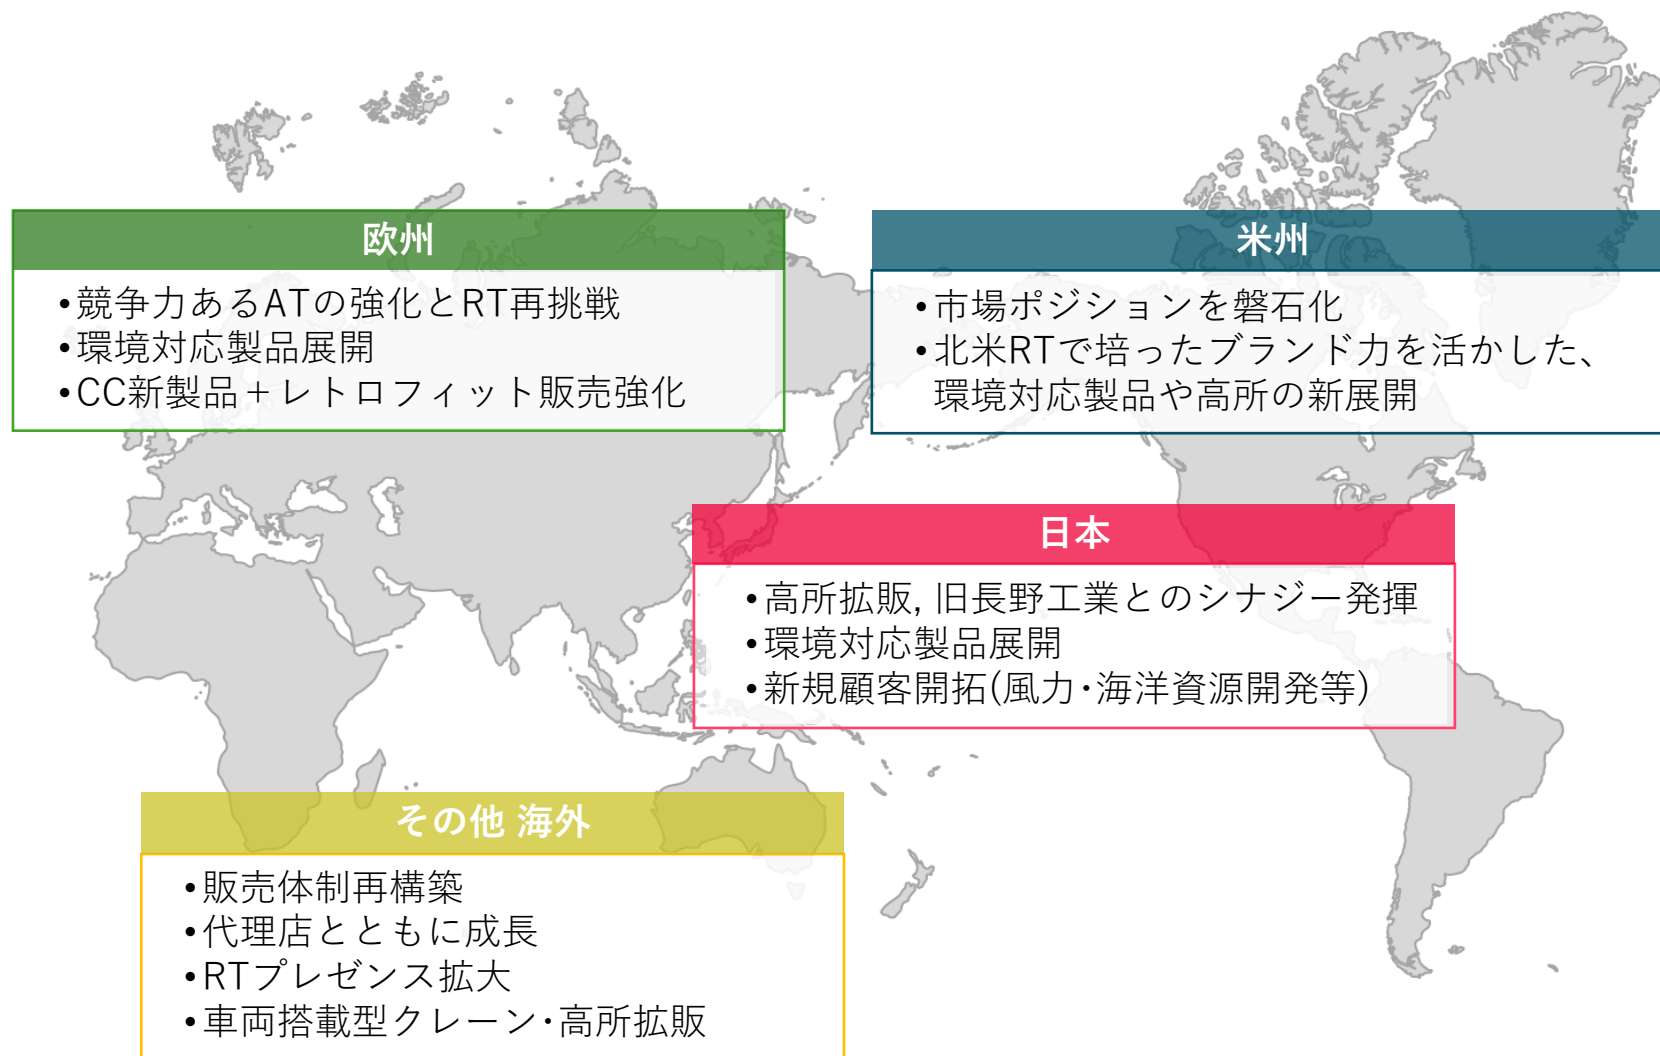 欧州
•競争力あるATの強化とRT再挑戦
•環境対応製品展開
•CC新製品＋レトロフィット販売強化
米州
•市場ポジションを磐石化
•北米RTで培ったブランド力を活かした、
環境対応製品や高所の新展開
日本
•高所拡販, 旧長野工業とのシナジー発揮
•環境対応製品展開
•新規顧客開拓(風力･海洋資源開発等)
その他 海外
•販売体制再構築
•代理店とともに成長
•RTプレゼンス拡大
•車両搭載型クレーン･高所拡販